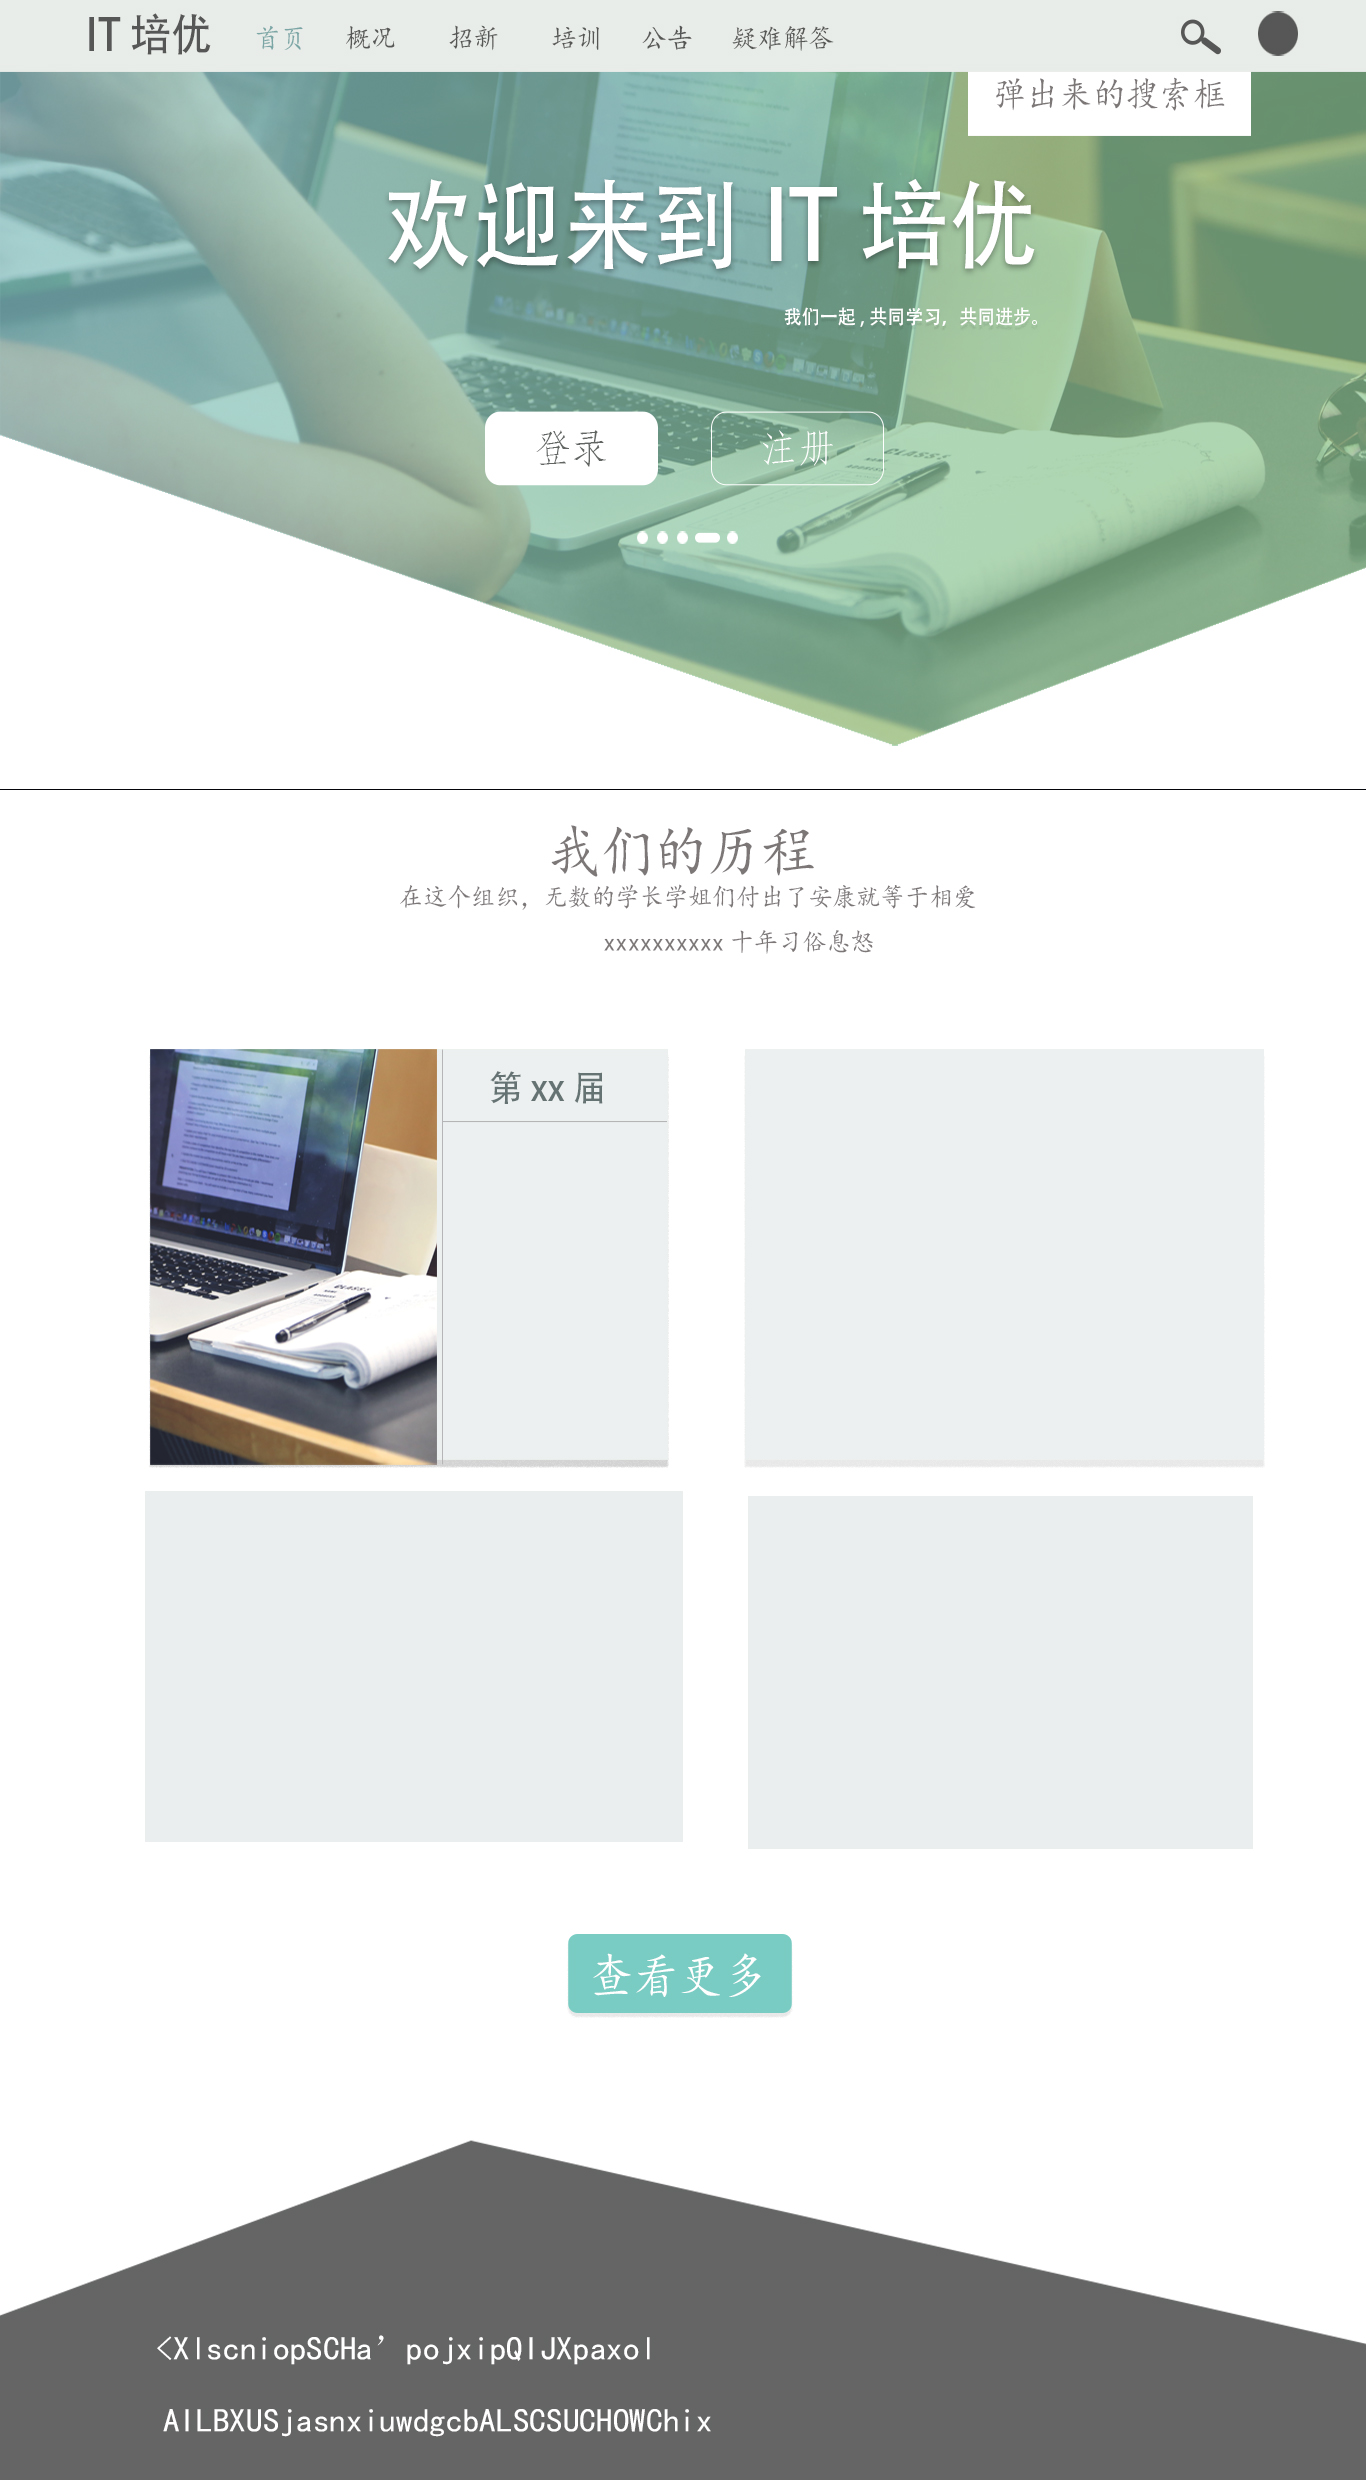 IT 培优 首页 概况 招新 培训 公告 疑难解答
弹出来的搜索框
欢迎来到 IT 培优
我们一起 , 共同学习， 共同进步。
登录 注册
我们的历程
在这个组织，无数的学长学姐们付出了安康就等于相爱
xxxxxxxxxx 十年习俗息怒
第 xx 届
CLASS:
查看更多
<XlscniopSCHa’pojxipQIJXpaxol
AILBXUSjasnxiuwdgcbALSCSUCHOWChix